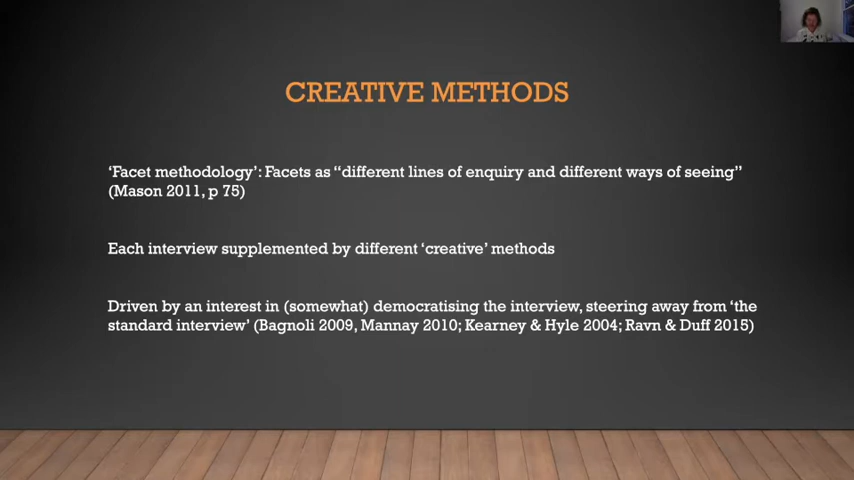 CREATIVE METHODS
‘Facet methodology’: Facets as “different lines of enquiry and different ways of seeing”
(Mason 2011, p 75)
Each interview supplemented by different ‘creative’ methods
Driven by an interest in (somewhat) democratising the interview, steering away from ‘the
standard interview’ (Bagnoli 2009, Mannay 2010; Kearney & Hyle 2004; Ravn & Duff 2015)